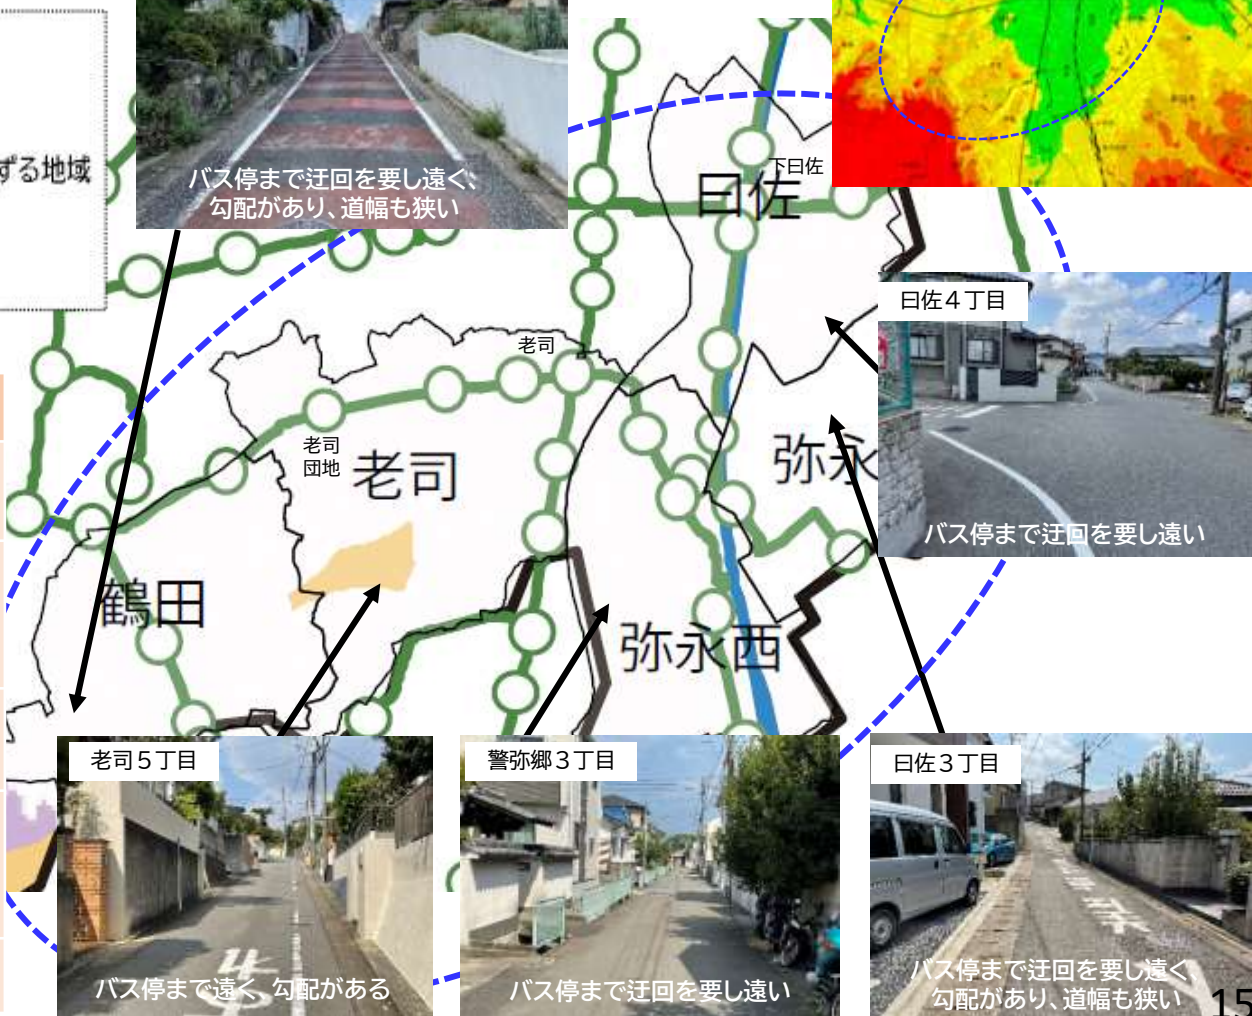 ずる地域
バス停まで迂回を要し遠く、
勾配があり、道幅も狭い
下曰佐
曰佐
曰佐４丁目
バス停まで迂回を要し遠い
老司
老司
団地
老司
弥永
鶴田
弥永西
老司５丁目
バス停まで遠く、勾配がある
警弥郷３丁目
バス停まで迂回を要し遠い
曰佐３丁目
バス停まで迂回を要し遠く、
勾配があり、道幅も狭い
15